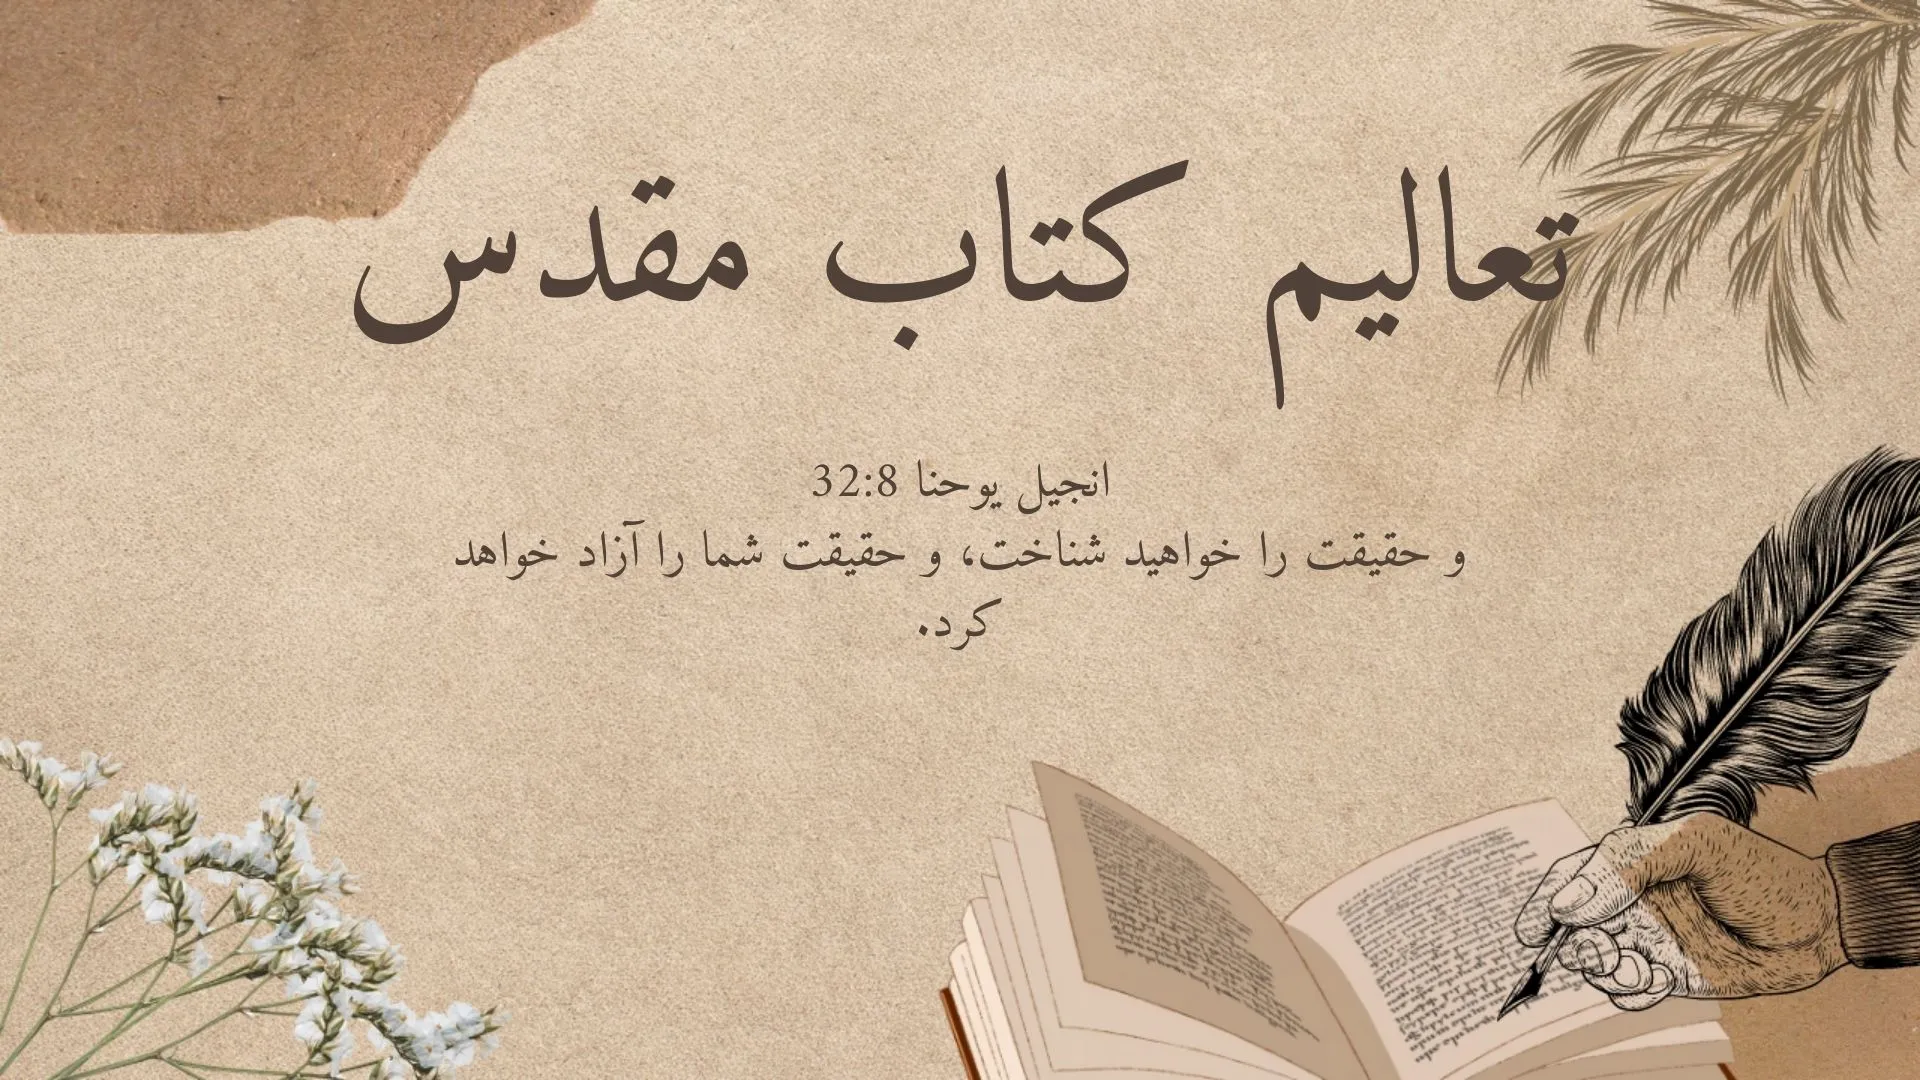 تعالیم کتاب مقدس
انجیل یوحنا 32:8
و حقیقت را خواهید شناخت، و حقیقت شما را آزاد خواهد
کرد.